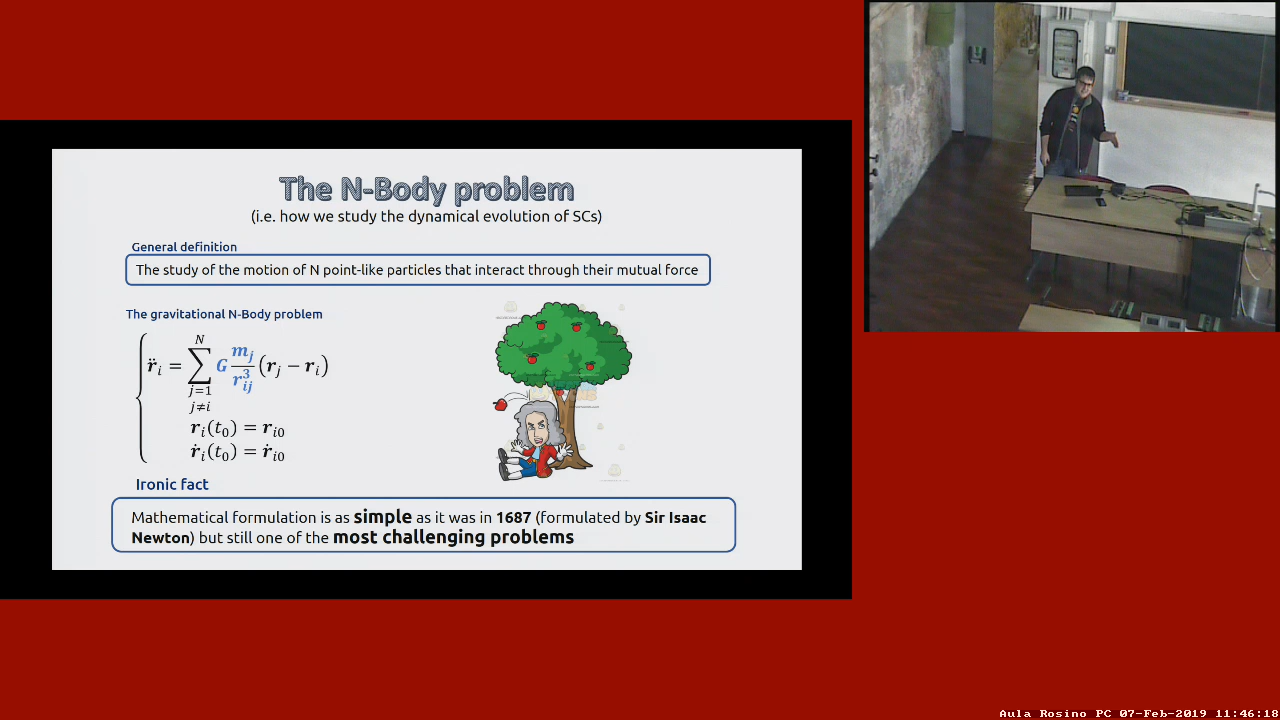 The N-Body problem
(i.e. how we study the dynamical evolution of SCs)
General definition
The study of the motion of N point-like particles that interact through their mutual force
The gravitational N-Body problem
r̈ᵢ = ∑_{j=1, j≠i}^{N} G mⱼ/r³ᵢⱼ (rⱼ − rᵢ)
rᵢ(t₀) = rᵢ₀
ṙᵢ(t₀) = ṙᵢ₀
Ironic fact
Mathematical formulation is as simple as it was in 1687 (formulated by Sir Isaac
Newton) but still one of the most challenging problems
Aula Rosino PC 07-Feb-2019 11:46:18